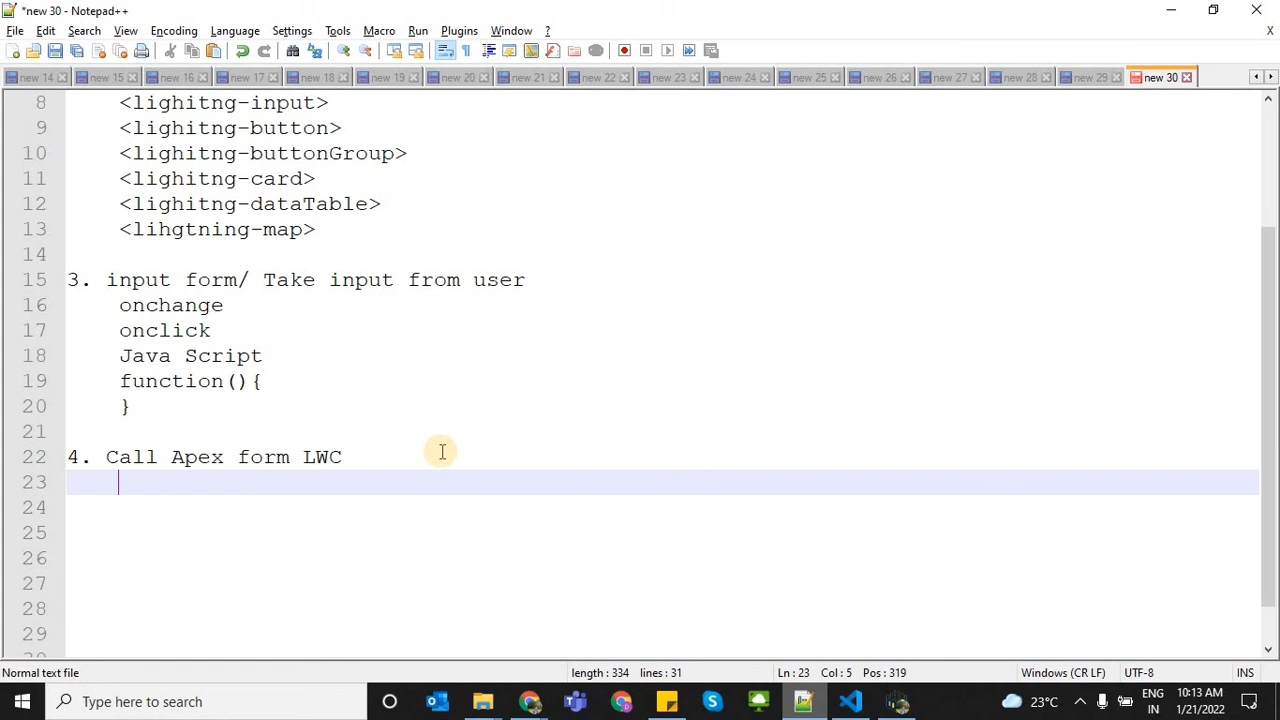 *new 30 - Notepad++
File Edit Search View Encoding Language Settings Tools Macro Run Plugins Window ?
X
new 14 new 15 new 16 new 17 new 18 new 19 new 20 new 21 new 22 new 23 new 24 new 25 new 26 new 27 new 28 new 29 new 30
8 <lighitng-input>
9 <lighitng-button>
10 <lighitng-buttonGroup>
11 <lighitng-card>
12 <lighitng-dataTable>
13 <lihgtning-map>
14
15 3. input form/ Take input from user
16 onchange
17 onclick
18 Java Script
19 function(){
20 }
21
22 4. Call Apex form LWC
23
24
25
26
27
28
29
Normal text file length : 334 lines : 31 Ln : 23 Col : 5 Pos : 319 Windows (CR LF) UTF-8 INS
Type here to search 23°C ENG 10:13 AM
IN 1/21/2022